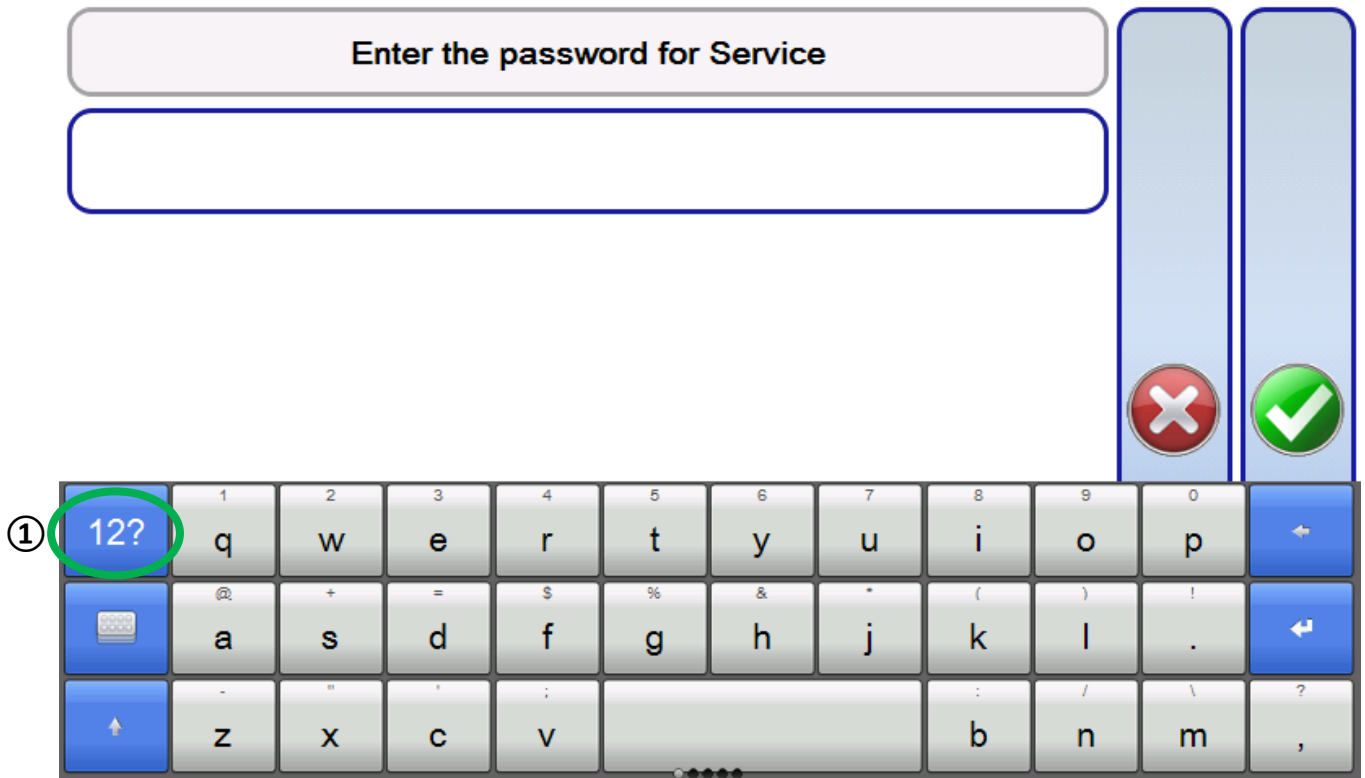 Enter the password for Service
①
12?
1 2 3 4 5 6 7 8 9 0
q w e r t y u i o p
@ + = $ % & * ( ) !
a s d f g h j k l .
- " ' ; : / \ ?
z x c v b n m ,